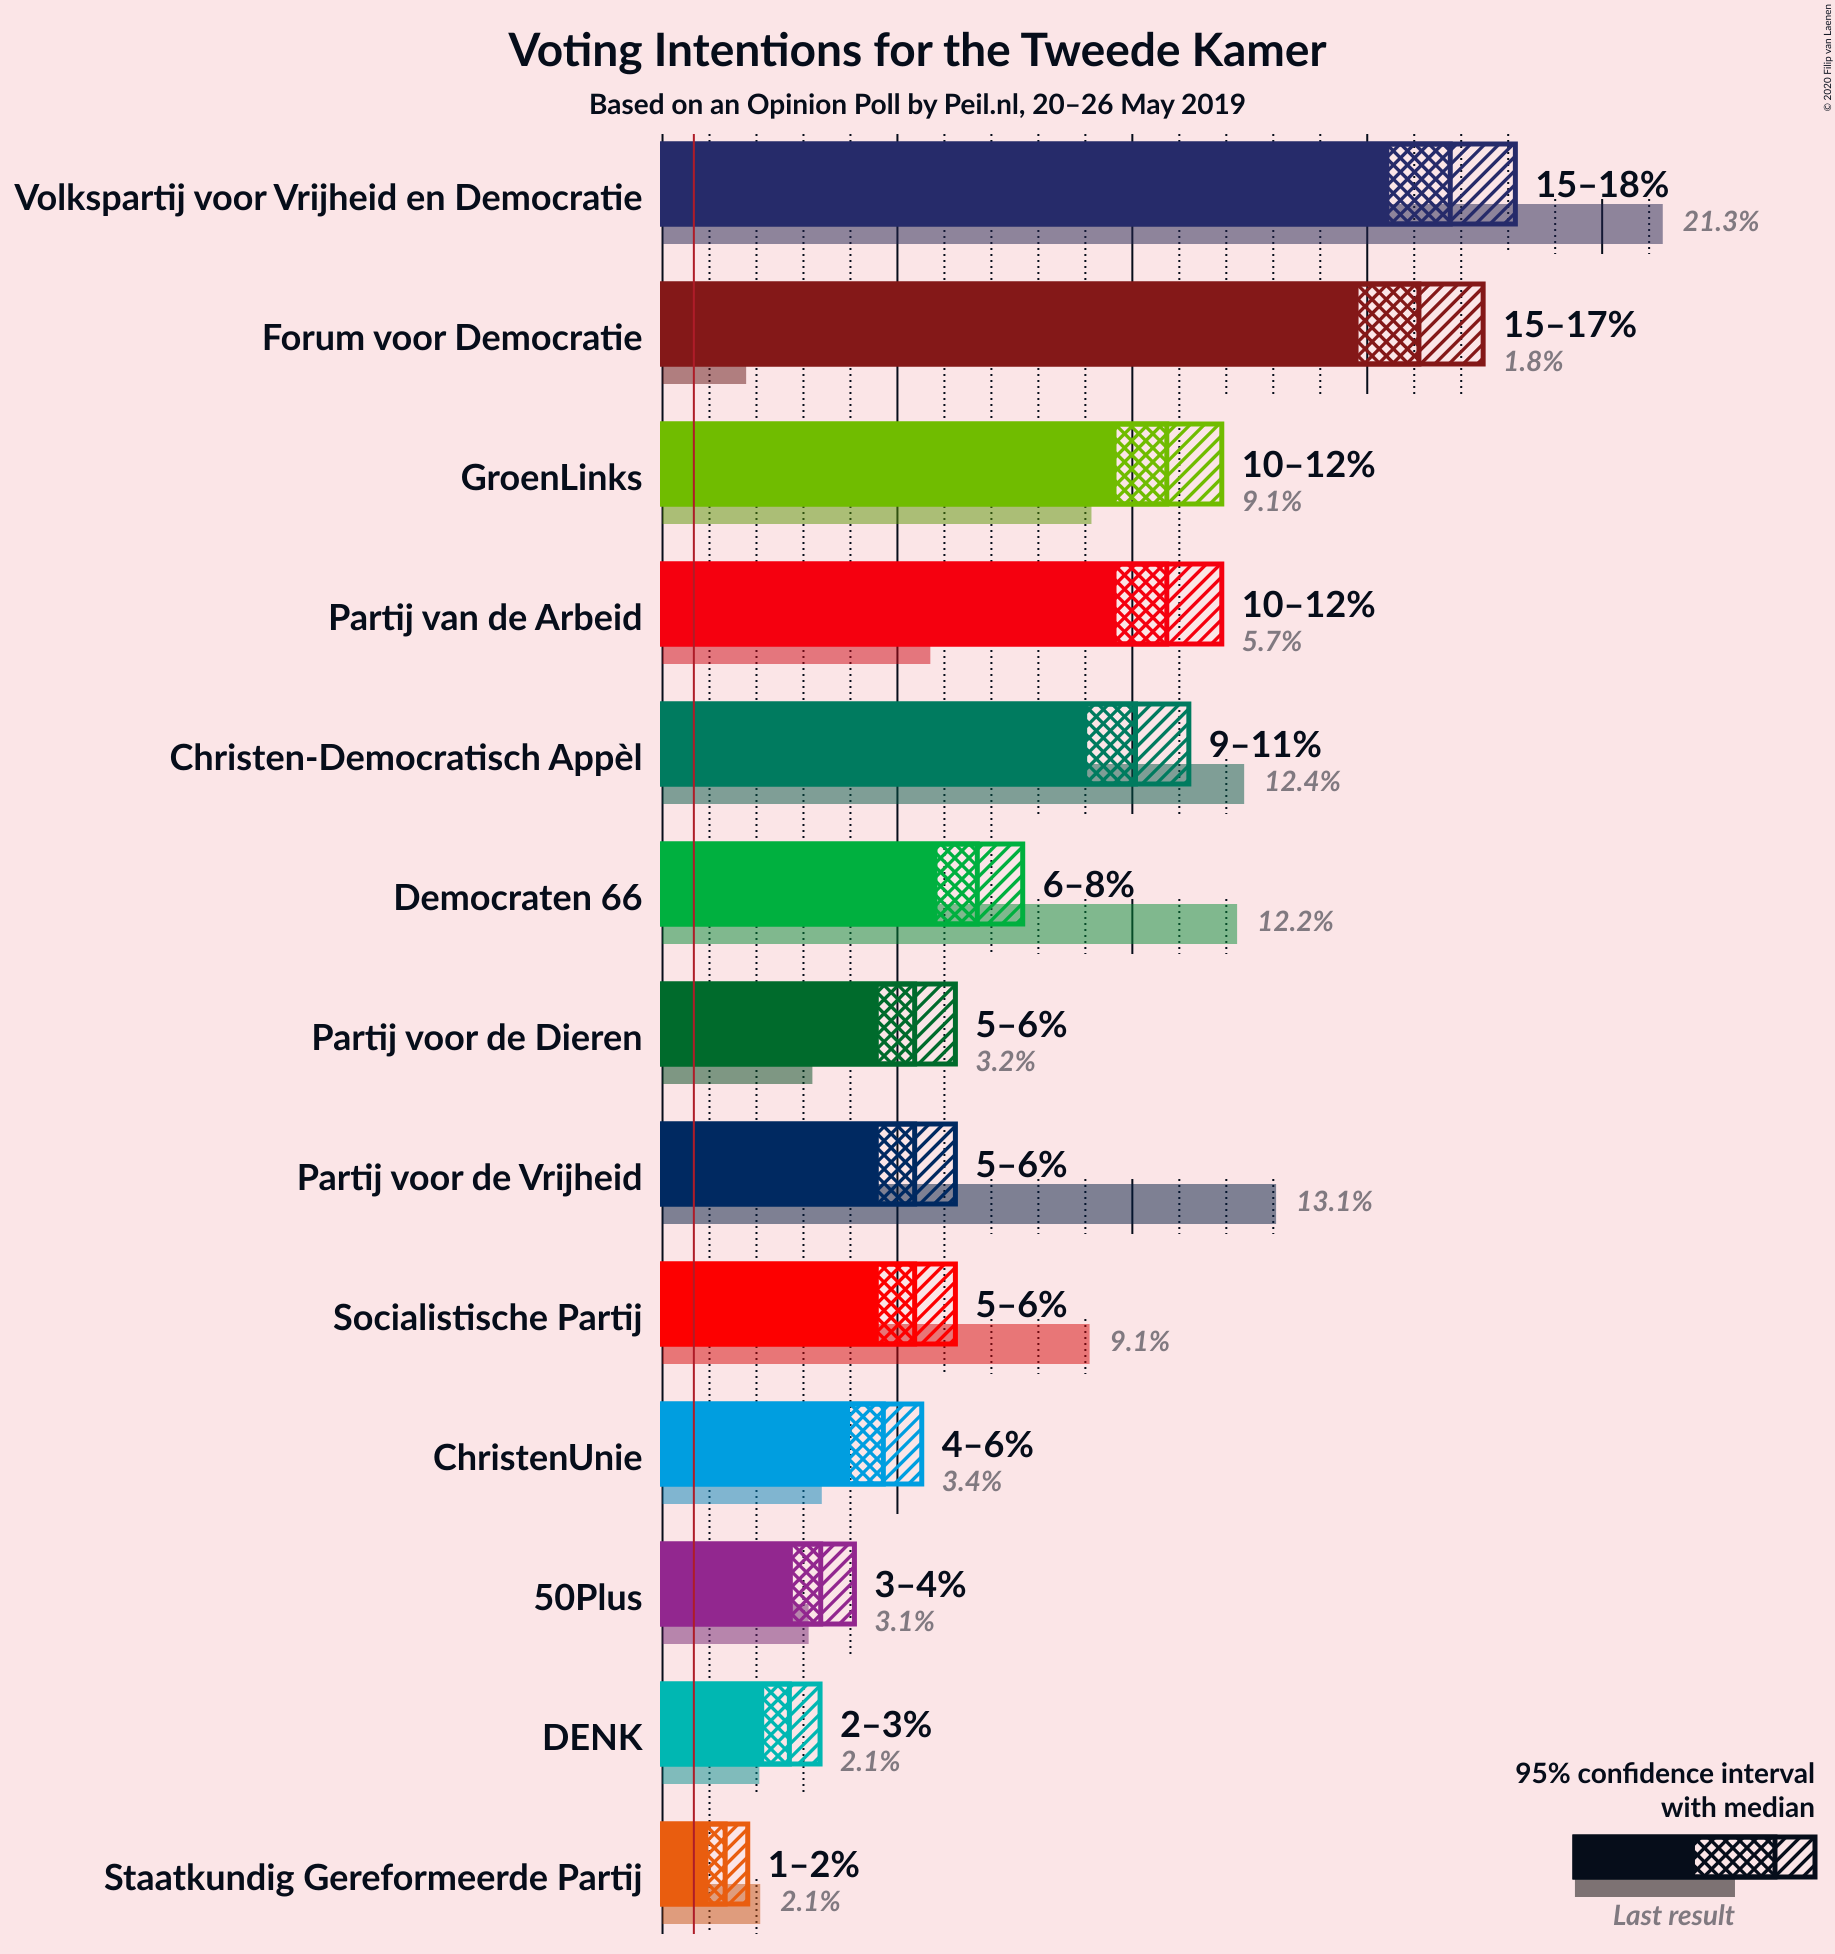 Voting Intentions for the Tweede Kamer
Based on an Opinion Poll by Peil.nl, 20–26 May 2019
© 2020 Filip van Laenen
Volkspartij voor Vrijheid en Democratie
15–18%
21.3%
Forum voor Democratie
15–17%
1.8%
GroenLinks
10–12%
9.1%
Partij van de Arbeid
10–12%
5.7%
Christen-Democratisch Appèl
9–11%
12.4%
Democraten 66
6–8%
12.2%
Partij voor de Dieren
5–6%
3.2%
Partij voor de Vrijheid
5–6%
13.1%
Socialistische Partij
5–6%
9.1%
ChristenUnie
4–6%
3.4%
50Plus
3–4%
3.1%
DENK
2–3%
2.1%
Staatkundig Gereformeerde Partij
1–2%
2.1%
95% confidence interval
with median
Last result